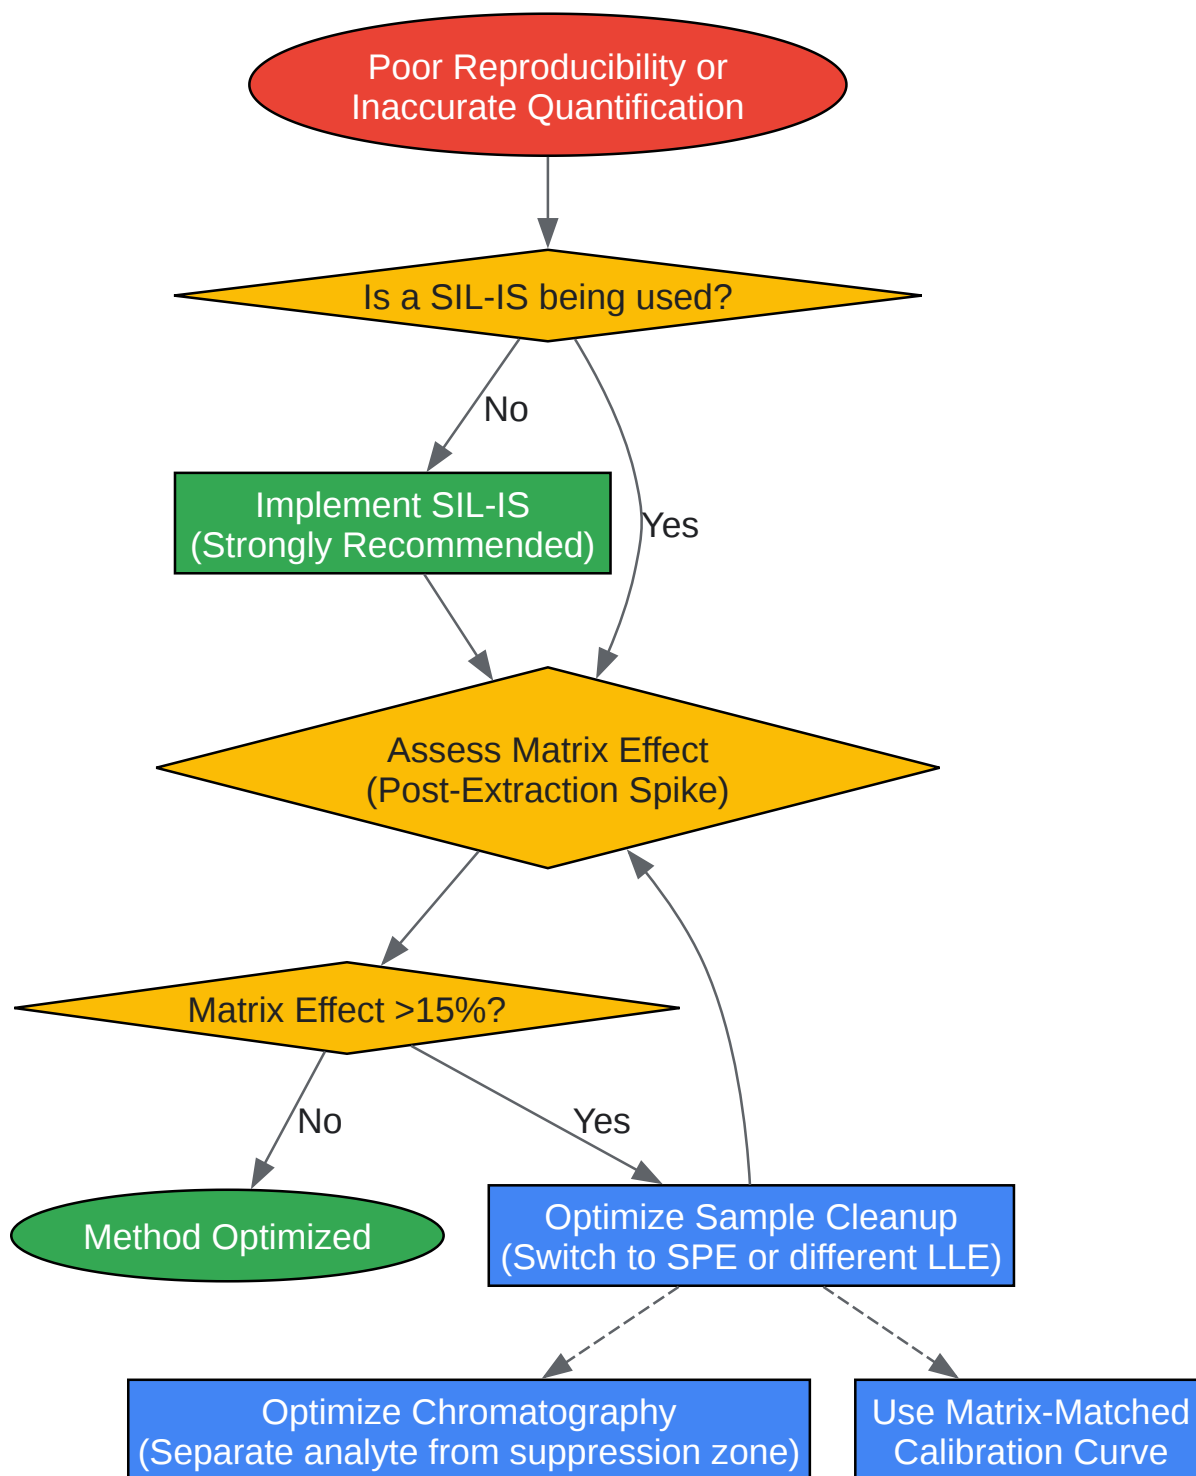 Poor Reproducibility or
Inaccurate Quantification
Is a SIL-IS being used?
No
Implement SIL-IS
(Strongly Recommended)
Yes
Assess Matrix Effect
(Post-Extraction Spike)
Matrix Effect >15%?
No
Yes
Method Optimized
Optimize Sample Cleanup
(Switch to SPE or different LLE)
Optimize Chromatography
(Separate analyte from suppression zone)
Use Matrix-Matched
Calibration Curve